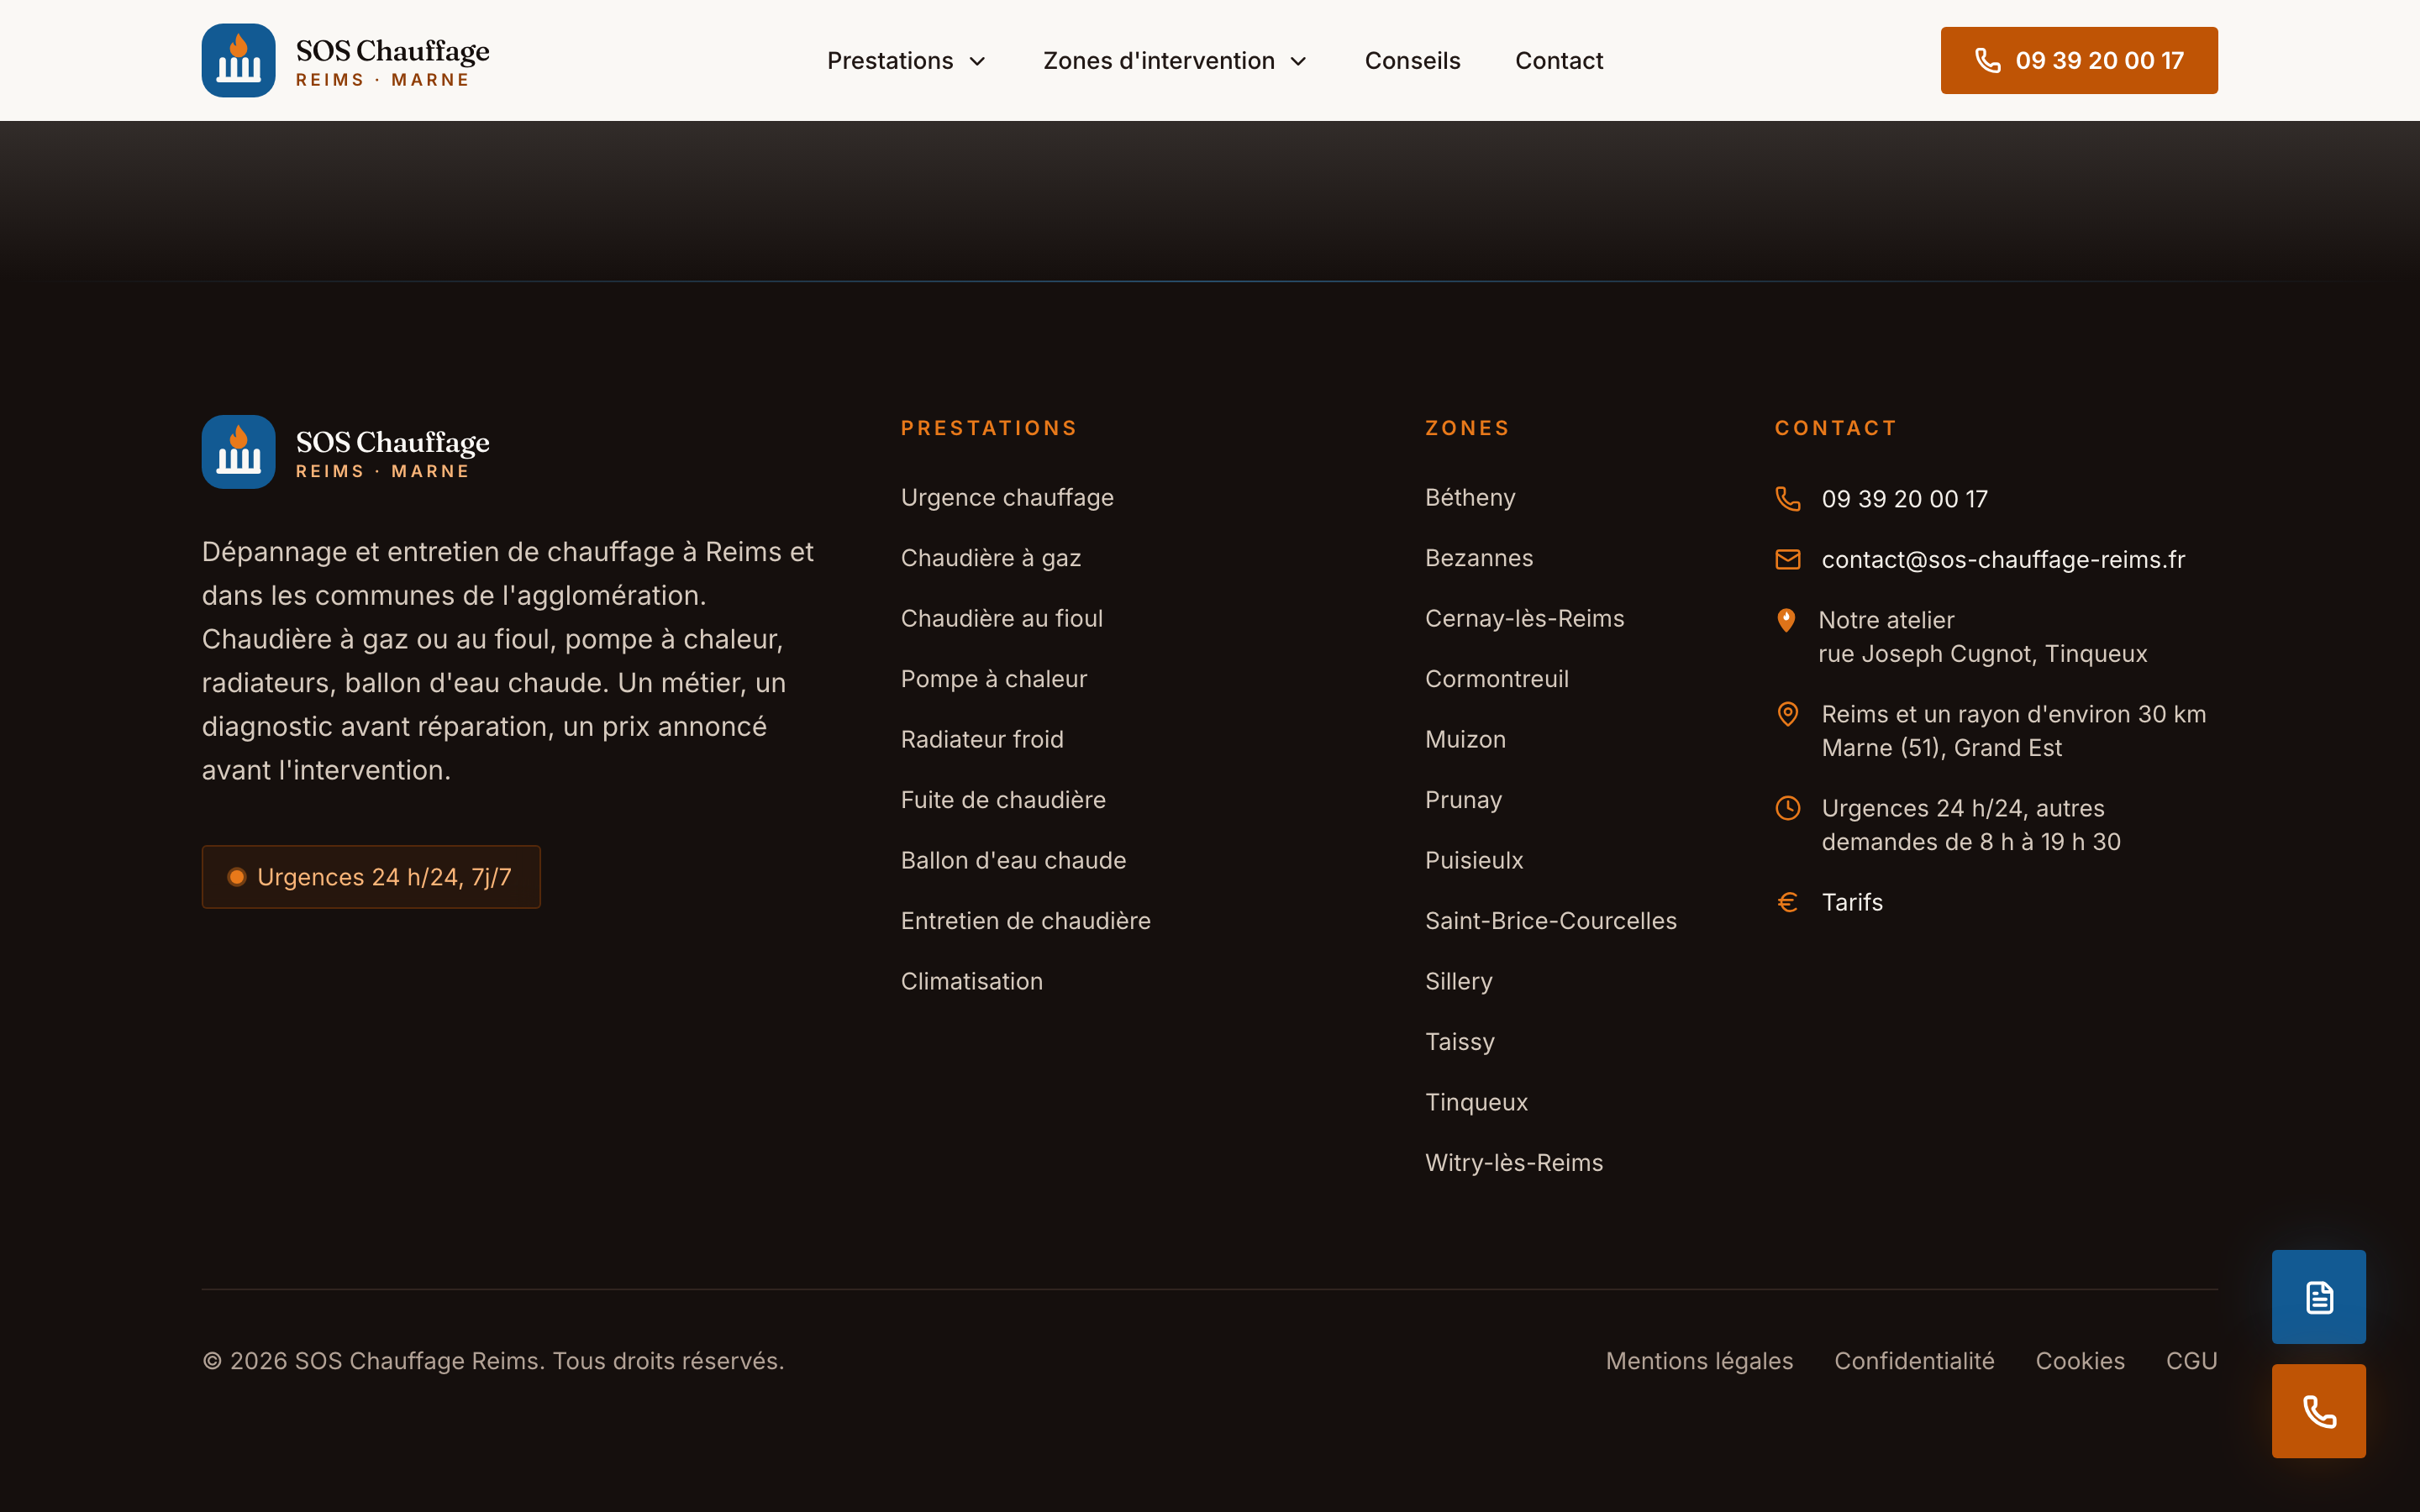 SOS Chauffage
REIMS · MARNE
Prestations
Zones d'intervention
Conseils
Contact
09 39 20 00 17
SOS Chauffage
REIMS · MARNE
Dépannage et entretien de chauffage à Reims et
dans les communes de l'agglomération.
Chaudière à gaz ou au fioul, pompe à chaleur,
radiateurs, ballon d'eau chaude. Un métier, un
diagnostic avant réparation, un prix annoncé
avant l'intervention.
Urgences 24 h/24, 7j/7
PRESTATIONS
Urgence chauffage
Chaudière à gaz
Chaudière au fioul
Pompe à chaleur
Radiateur froid
Fuite de chaudière
Ballon d'eau chaude
Entretien de chaudière
Climatisation
ZONES
Bétheny
Bezannes
Cernay-lès-Reims
Cormontreuil
Muizon
Prunay
Puisieulx
Saint-Brice-Courcelles
Sillery
Taissy
Tinqueux
Witry-lès-Reims
CONTACT
09 39 20 00 17
contact@sos-chauffage-reims.fr
Notre atelier
rue Joseph Cugnot, Tinqueux
Reims et un rayon d'environ 30 km
Marne (51), Grand Est
Urgences 24 h/24, autres
demandes de 8 h à 19 h 30
Tarifs
© 2026 SOS Chauffage Reims. Tous droits réservés.
Mentions légales
Confidentialité
Cookies
CGU